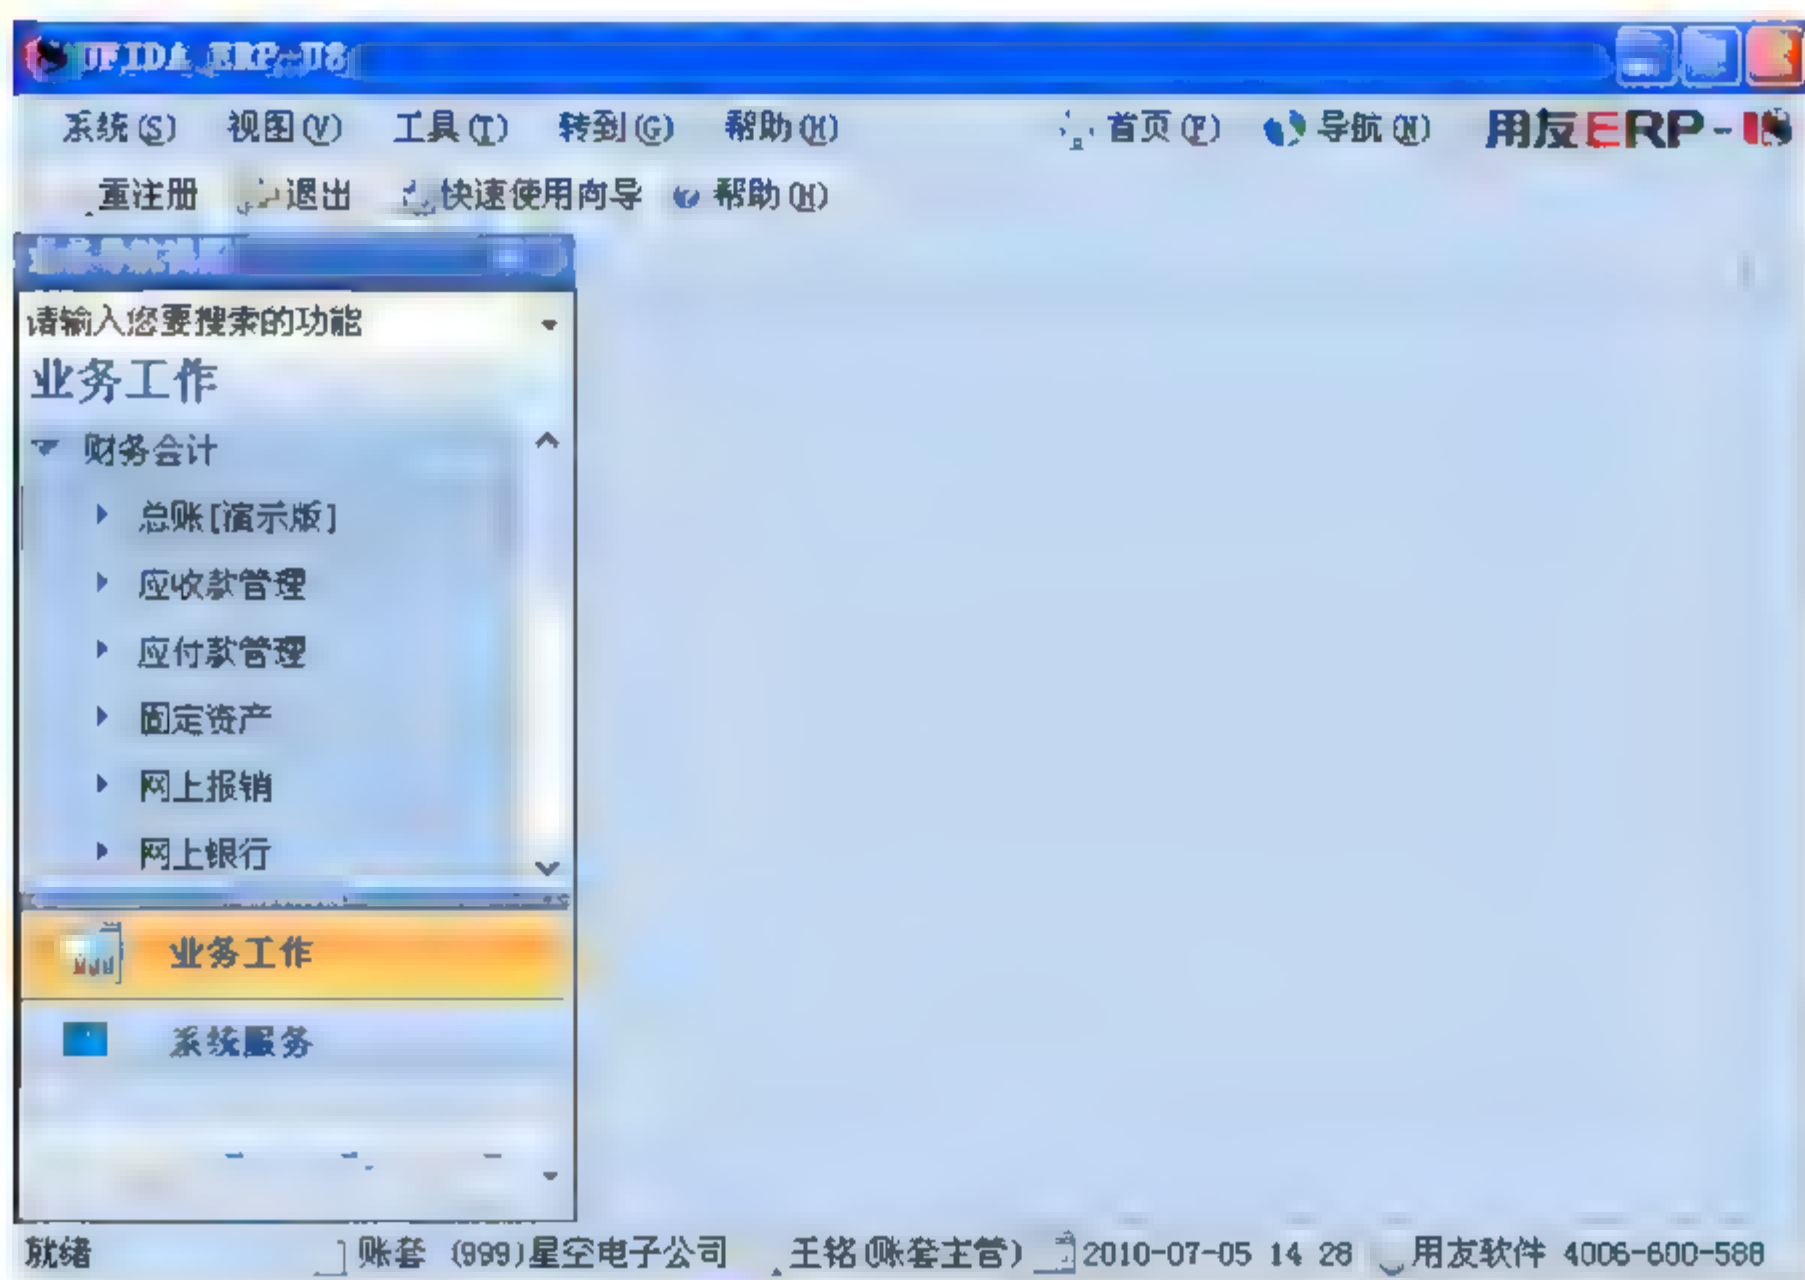 UFIDA ERP-U8
系统(S) 视图(V) 工具(T) 转到(G) 帮助(H) 首页(F) 导航(N) 用友ERP-U8
重注册 退出 快速使用向导 帮助(H)
请输入您要搜索的功能
业务工作
财务会计
总账[演示版]
应收款管理
应付款管理
固定资产
网上报销
网上银行
业务工作
系统服务
就绪 账套 (999)星空电子公司 王铭(账套主管) 2010-07-05 14 28 用友软件 4006-600-588